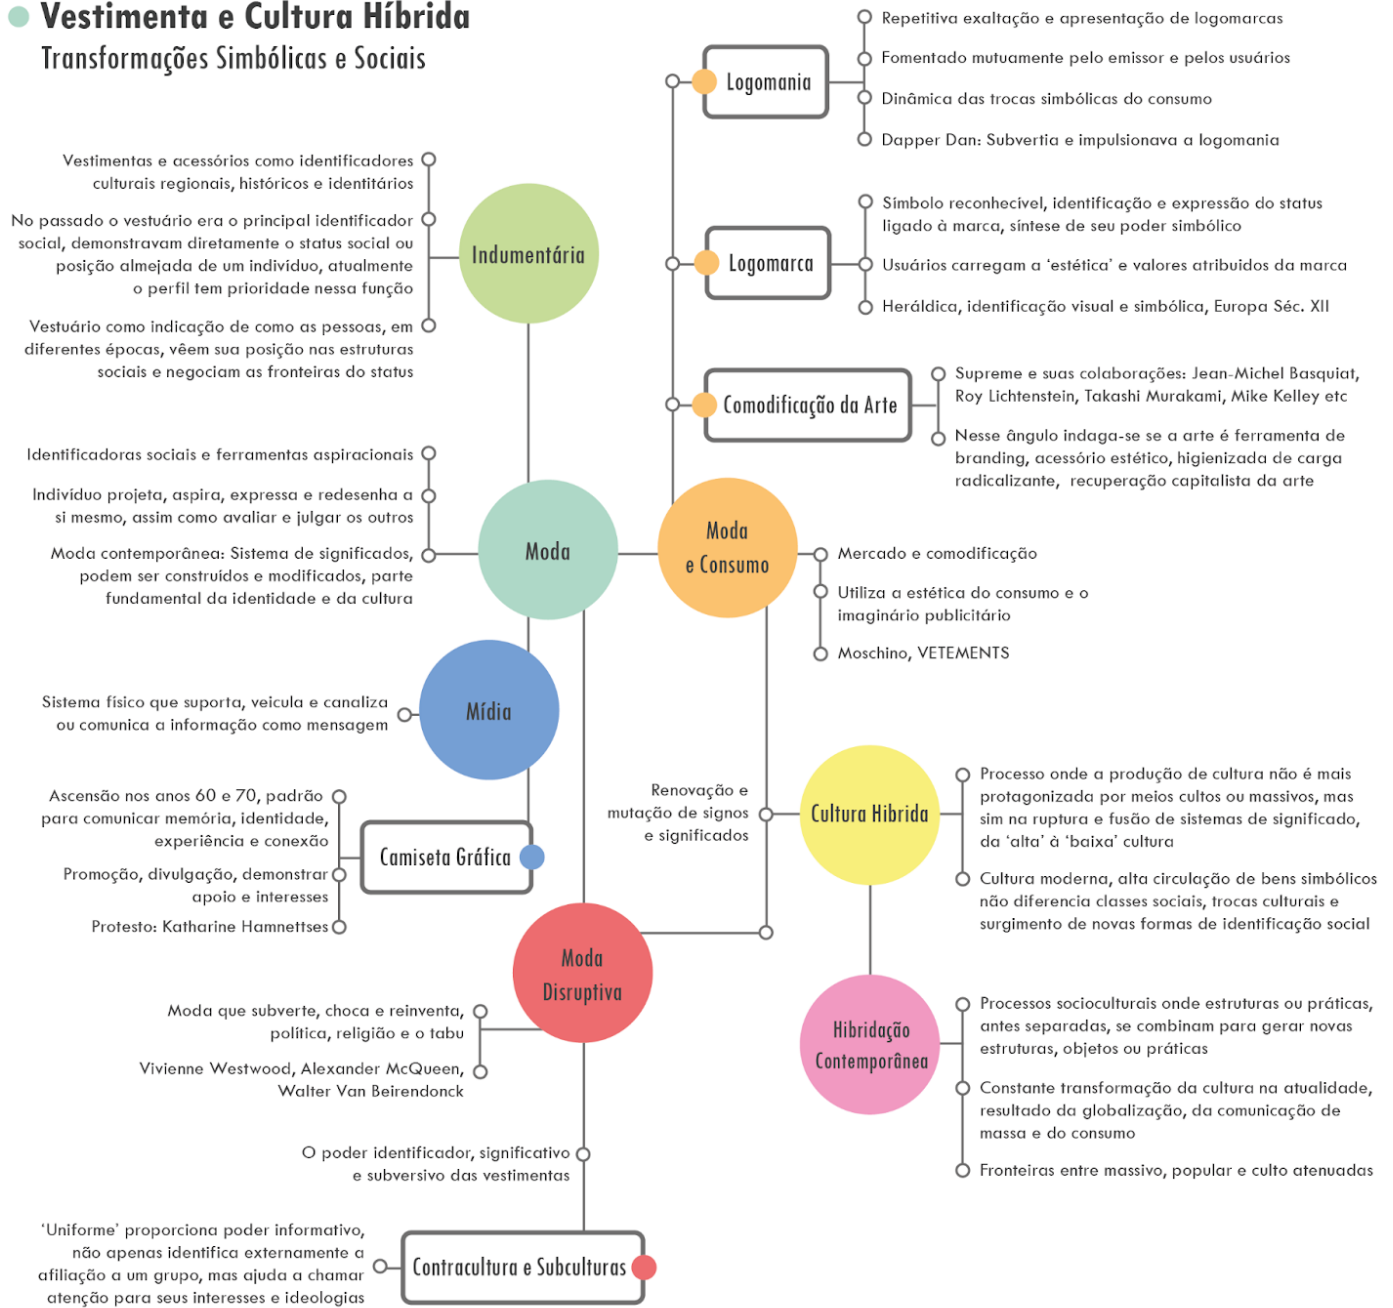 Vestimenta e Cultura Híbrida
Transformações Simbólicas e Sociais
Vestimentas e acessórios como identificadores
culturais regionais, históricos e identitários
No passado o vestuário era o principal identificador
social, demonstravam diretamente o status social ou
posição almejada de um indivíduo, atualmente
o perfil tem prioridade nessa função
Vestuário como indicação de como as pessoas, em
diferentes épocas, vêem sua posição nas estruturas
sociais e negociam as fronteiras do status
Indumentária
Logomania
Repetitiva exaltação e apresentação de logomarcas
Fomentado mutuamente pelo emissor e pelos usuários
Dinâmica das trocas simbólicas do consumo
Dapper Dan: Subvertia e impulsionava a logomania
Logomarca
Símbolo reconhecível, identificação e expressão do status
ligado à marca, síntese de seu poder simbólico
Usuários carregam a ‘estética’ e valores atribuidos da marca
Heráldica, identificação visual e simbólica, Europa Séc. XII
Comodificação da Arte
Supreme e suas colaborações: Jean-Michel Basquiat,
Roy Lichtenstein, Takashi Murakami, Mike Kelley etc
Nesse ângulo indaga-se se a arte é ferramenta de
branding, acessório estético, higienizada de carga
radicalizante, recuperação capitalista da arte
Identificadoras sociais e ferramentas aspiracionais
Indivíduo projeta, aspira, expressa e redesenha a
si mesmo, assim como avaliar e julgar os outros
Moda contemporânea: Sistema de significados,
podem ser construídos e modificados, parte
fundamental da identidade e da cultura
Moda
Moda
e Consumo
Mercado e comodificação
Utiliza a estética do consumo e o
imaginário publicitário
Moschino, VETEMENTS
Sistema físico que suporta, veicula e canaliza
ou comunica a informação como mensagem
Mídia
Ascensão nos anos 60 e 70, padrão
para comunicar memória, identidade,
experiência e conexão
Promoção, divulgação, demonstrar
apoio e interesses
Protesto: Katharine Hamnettses
Camiseta Gráfica
Renovação e
mutação de signos
e significados
Cultura Hibrida
Processo onde a produção de cultura não é mais
protagonizada por meios cultos ou massivos, mas
sim na ruptura e fusão de sistemas de significado,
da ‘alta’ à ‘baixa’ cultura
Cultura moderna, alta circulação de bens simbólicos
não diferencia classes sociais, trocas culturais e
surgimento de novas formas de identificação social
Moda
Disruptiva
Moda que subverte, choca e reinventa,
política, religião e o tabu
Vivienne Westwood, Alexander McQueen,
Walter Van Beirendonck
Hibridação
Contemporânea
Processos socioculturais onde estruturas ou práticas,
antes separadas, se combinam para gerar novas
estruturas, objetos ou práticas
Constante transformação da cultura na atualidade,
resultado da globalização, da comunicação de
massa e do consumo
Fronteiras entre massivo, popular e culto atenuadas
O poder identificador, significativo
e subversivo das vestimentas
‘Uniforme’ proporciona poder informativo,
não apenas identifica externamente a
afiliação a um grupo, mas ajuda a chamar
atenção para seus interesses e ideologias
Contracultura e Subculturas